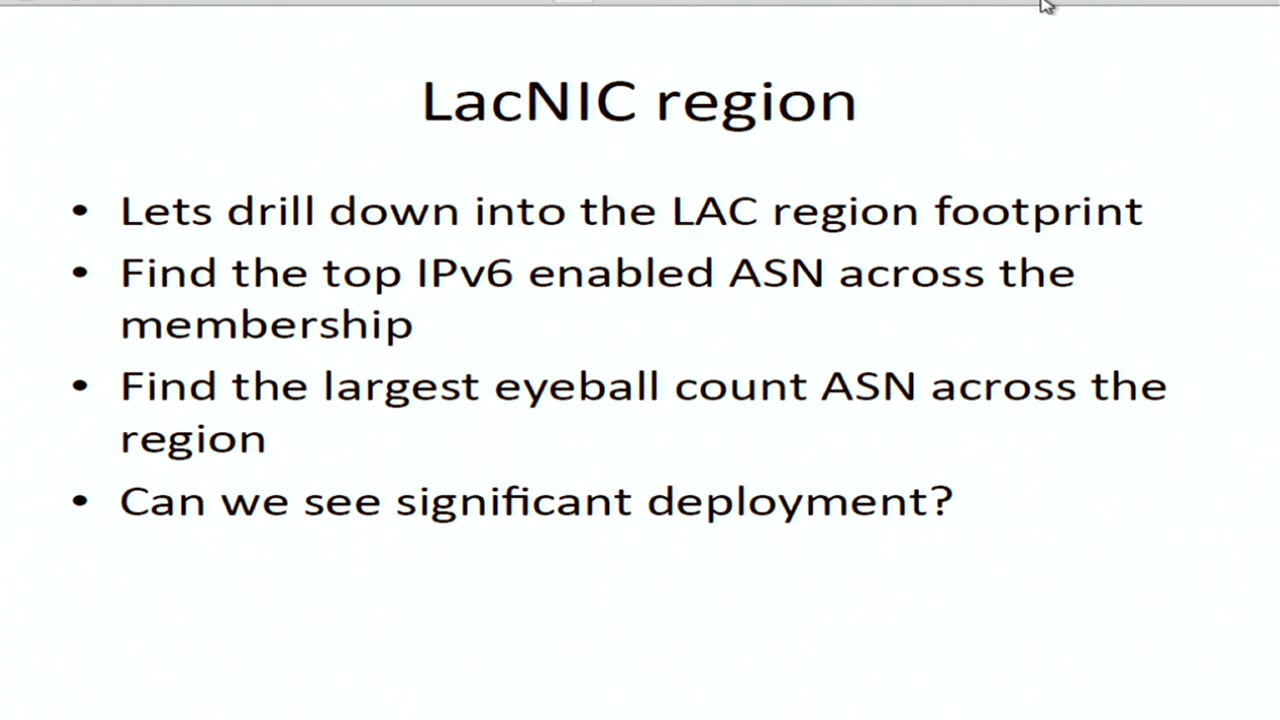 LacNIC region
• Lets drill down into the LAC region footprint
• Find the top IPv6 enabled ASN across the
membership
• Find the largest eyeball count ASN across the
region
• Can we see significant deployment?